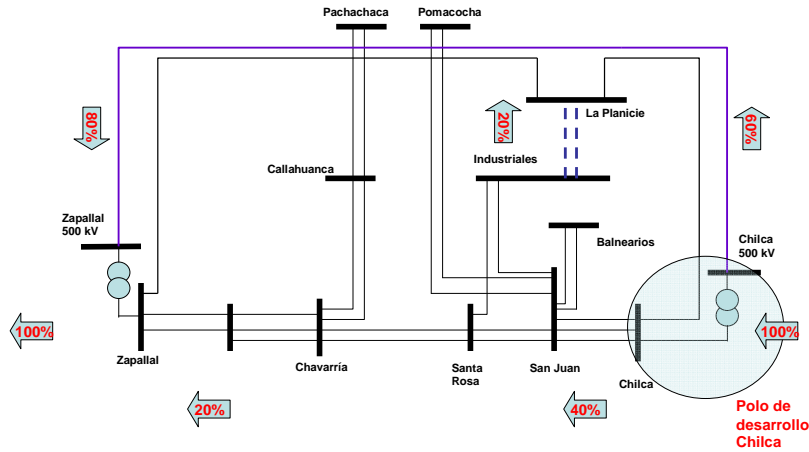 Pachachaca
Pomacocha
80%
20%
La Planicie
60%
Industriales
Callahuanca
Zapallal
500 kV
Balnearios
Chilca
500 kV
100%
100%
Zapallal
Chavarría
Santa
Rosa
San Juan
Chilca
20%
40%
Polo de
desarrollo
Chilca